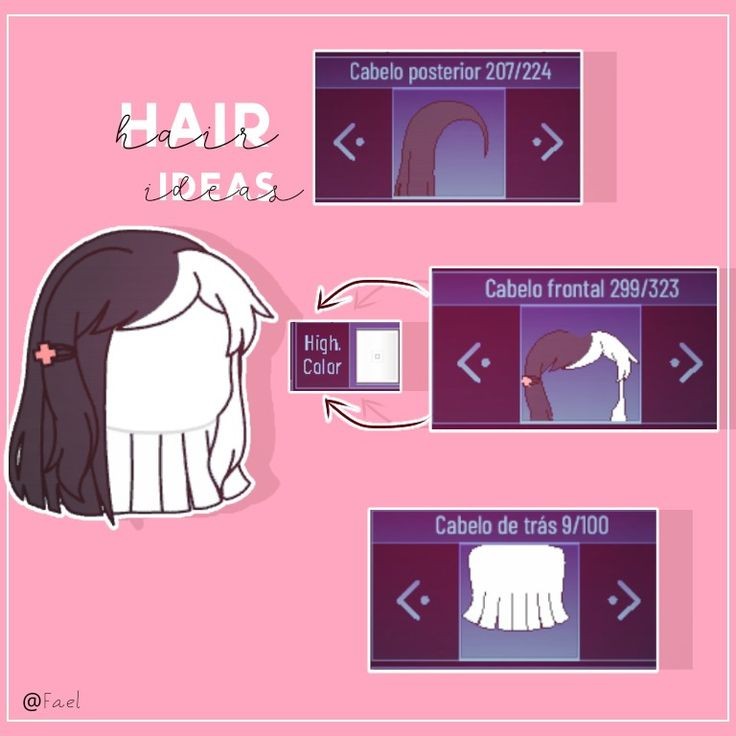 Cabelo posterior 207/224
HAIR
hair
IDEAS
ideas
Cabelo frontal 299/323
High.
Color
Cabelo de trás 9/100
@Fael